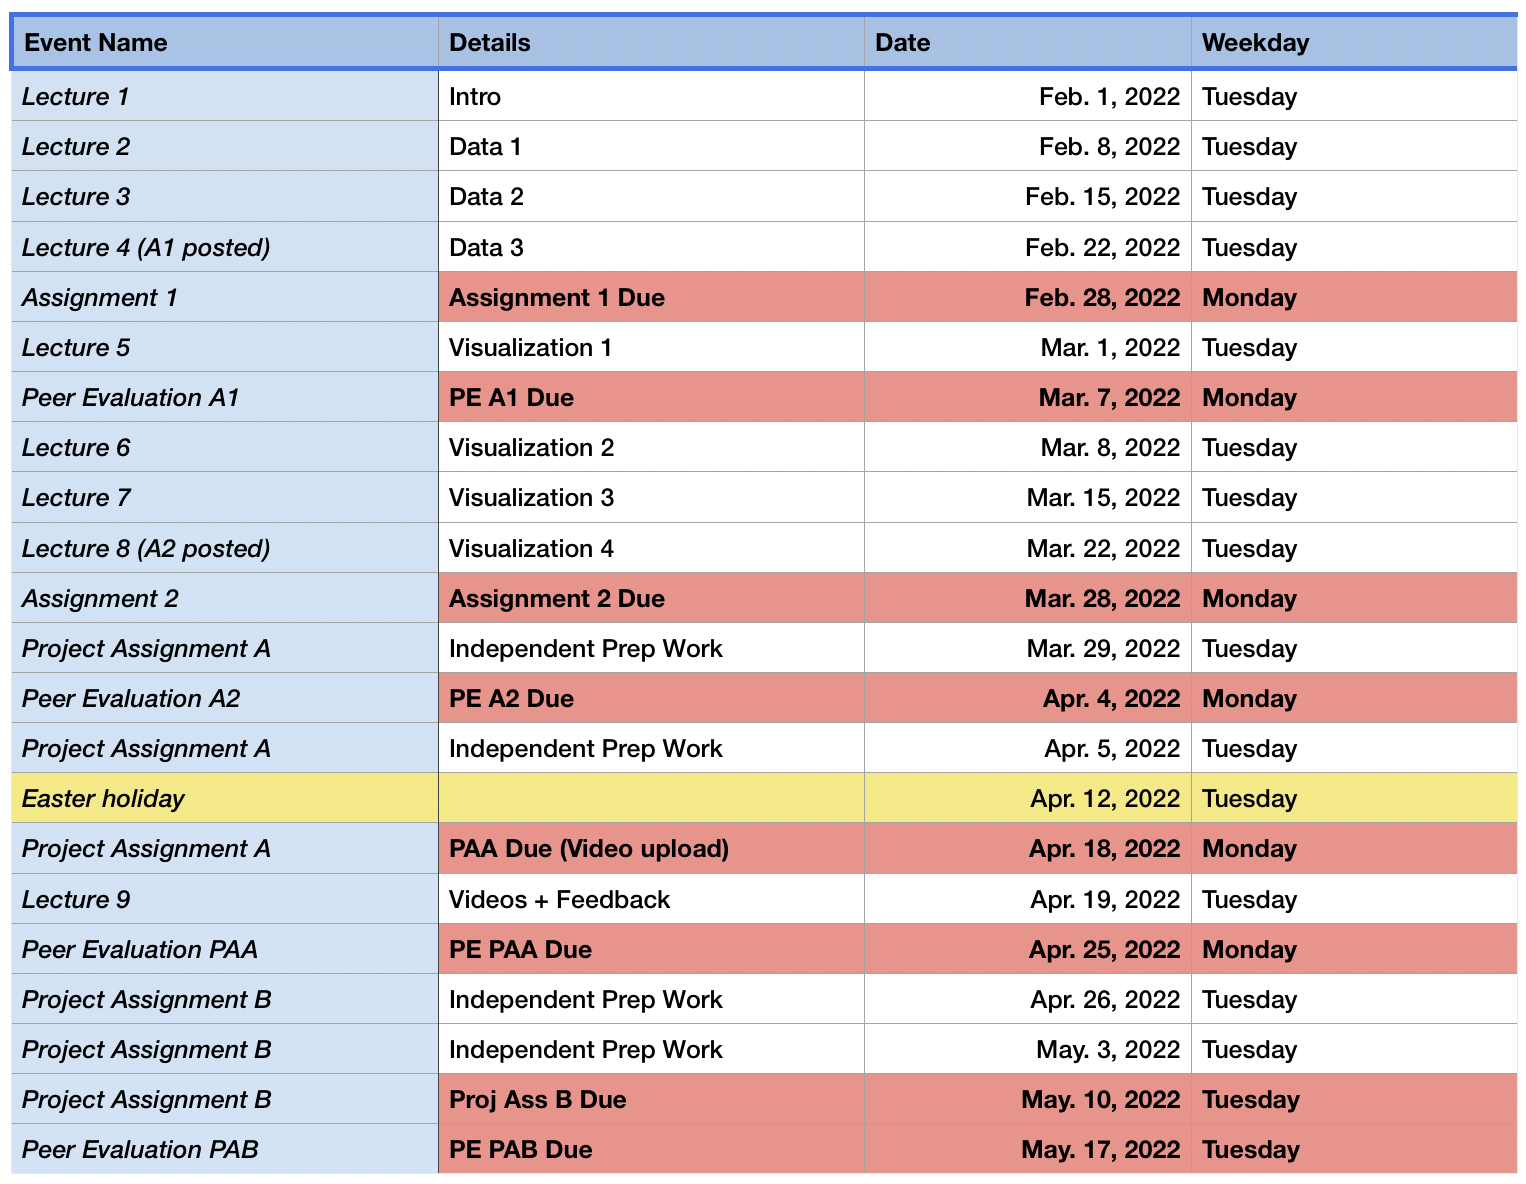 Event Name Details Date Weekday
Lecture 1 Intro Feb. 1, 2022 Tuesday
Lecture 2 Data 1 Feb. 8, 2022 Tuesday
Lecture 3 Data 2 Feb. 15, 2022 Tuesday
Lecture 4 (A1 posted) Data 3 Feb. 22, 2022 Tuesday
Assignment 1 Assignment 1 Due Feb. 28, 2022 Monday
Lecture 5 Visualization 1 Mar. 1, 2022 Tuesday
Peer Evaluation A1 PE A1 Due Mar. 7, 2022 Monday
Lecture 6 Visualization 2 Mar. 8, 2022 Tuesday
Lecture 7 Visualization 3 Mar. 15, 2022 Tuesday
Lecture 8 (A2 posted) Visualization 4 Mar. 22, 2022 Tuesday
Assignment 2 Assignment 2 Due Mar. 28, 2022 Monday
Project Assignment A Independent Prep Work Mar. 29, 2022 Tuesday
Peer Evaluation A2 PE A2 Due Apr. 4, 2022 Monday
Project Assignment A Independent Prep Work Apr. 5, 2022 Tuesday
Easter holiday Apr. 12, 2022 Tuesday
Project Assignment A PAA Due (Video upload) Apr. 18, 2022 Monday
Lecture 9 Videos + Feedback Apr. 19, 2022 Tuesday
Peer Evaluation PAA PE PAA Due Apr. 25, 2022 Monday
Project Assignment B Independent Prep Work Apr. 26, 2022 Tuesday
Project Assignment B Independent Prep Work May. 3, 2022 Tuesday
Project Assignment B Proj Ass B Due May. 10, 2022 Tuesday
Peer Evaluation PAB PE PAB Due May. 17, 2022 Tuesday